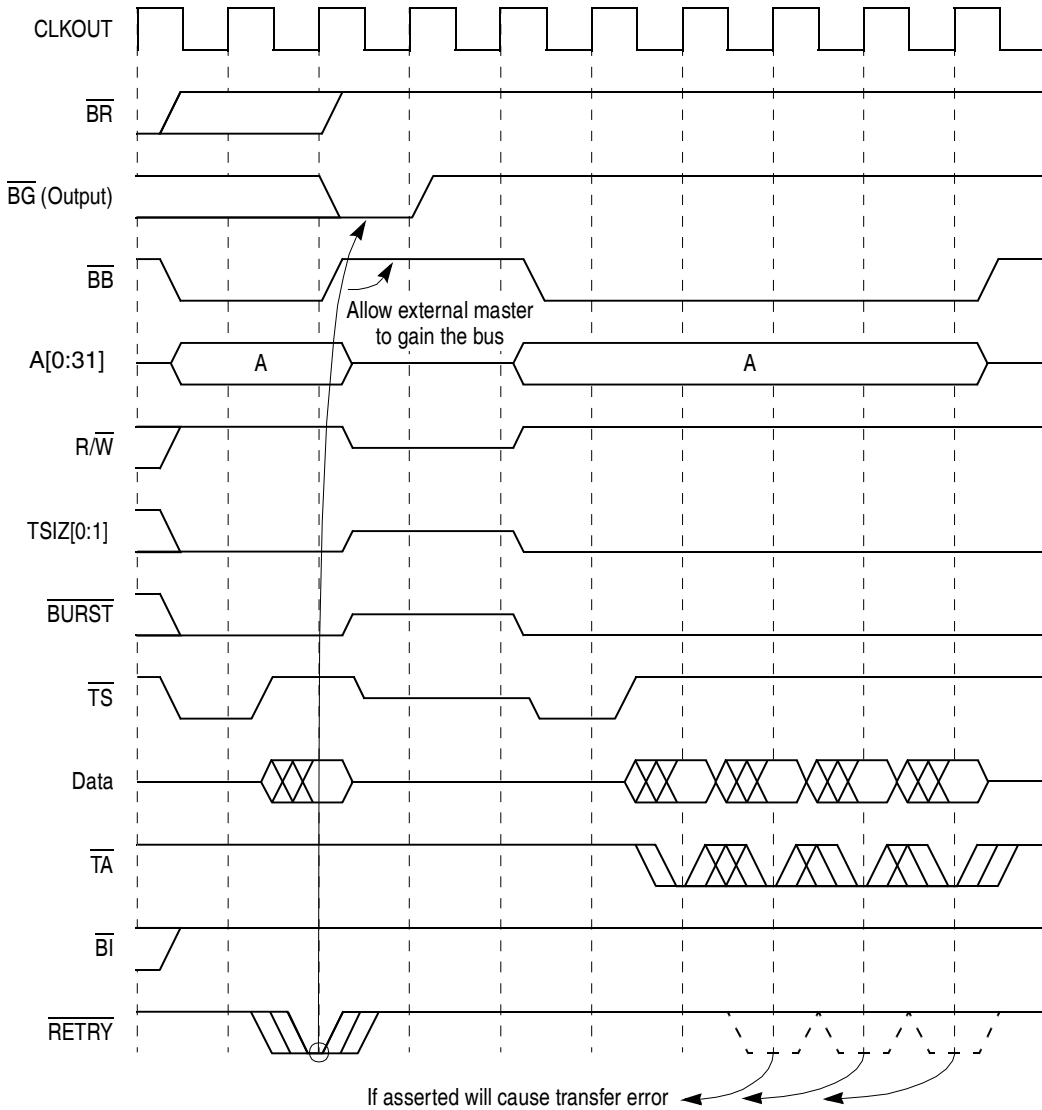 CLKOUT
BR
BG (Output)
BB
Allow external master
to gain the bus
A[0:31]
A
A
R/W
TSIZ[0:1]
BURST
TS
Data
TA
BI
RETRY
If asserted will cause transfer error